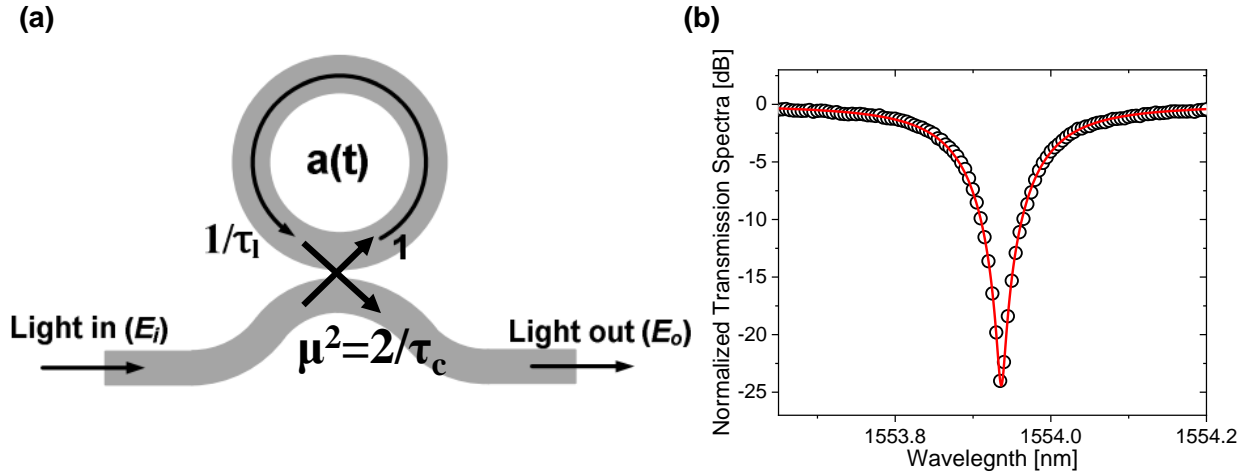 (a)
a(t)
1/τₗ
1
Light in (Eᵢ)
μ²=2/τ_c
Light out (Eₒ)
(b)
Normalized Transmission Spectra [dB]
0
-5
-10
-15
-20
-25
1553.8
1554.0
1554.2
Wavelegnth [nm]